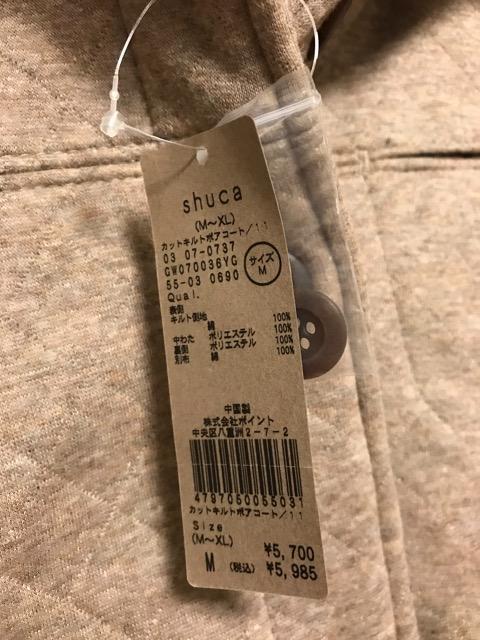 shuca
(M〜XL)
カットキルトボアコート/11
03 07-0737
GW070036YG
55-03 0690
サイズ
M
Qual.
表側
キルト側地
綿 100%
中わた ポリエステル 100%
裏側 ポリエステル 100%
別布 綿 100%
中国製
株式会社ポイント
中央区八重洲2-7-2
4797050055031
カットキルトボアコート/11
Size
(M〜XL)
M
¥5,700
(税込) ¥5,985